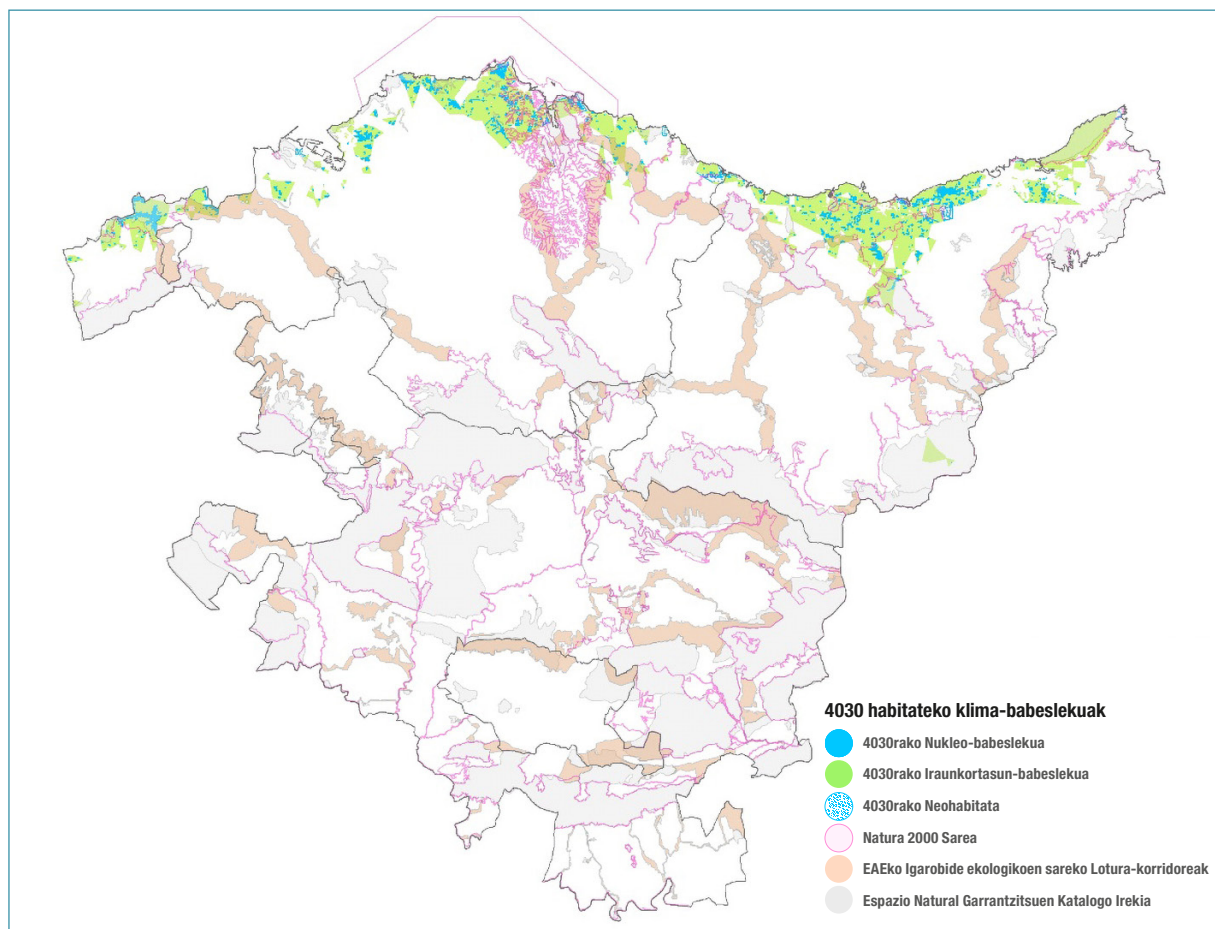 4030 habitateko klima-babeslekuak
4030rako Nukleo-babeslekua
4030rako Iraunkortasun-babeslekua
4030rako Neohabitata
Natura 2000 Sarea
EAEko Igarobide ekologikoen sareko Lotura-korridoreak
Espazio Natural Garrantzitsuen Katalogo Irekia